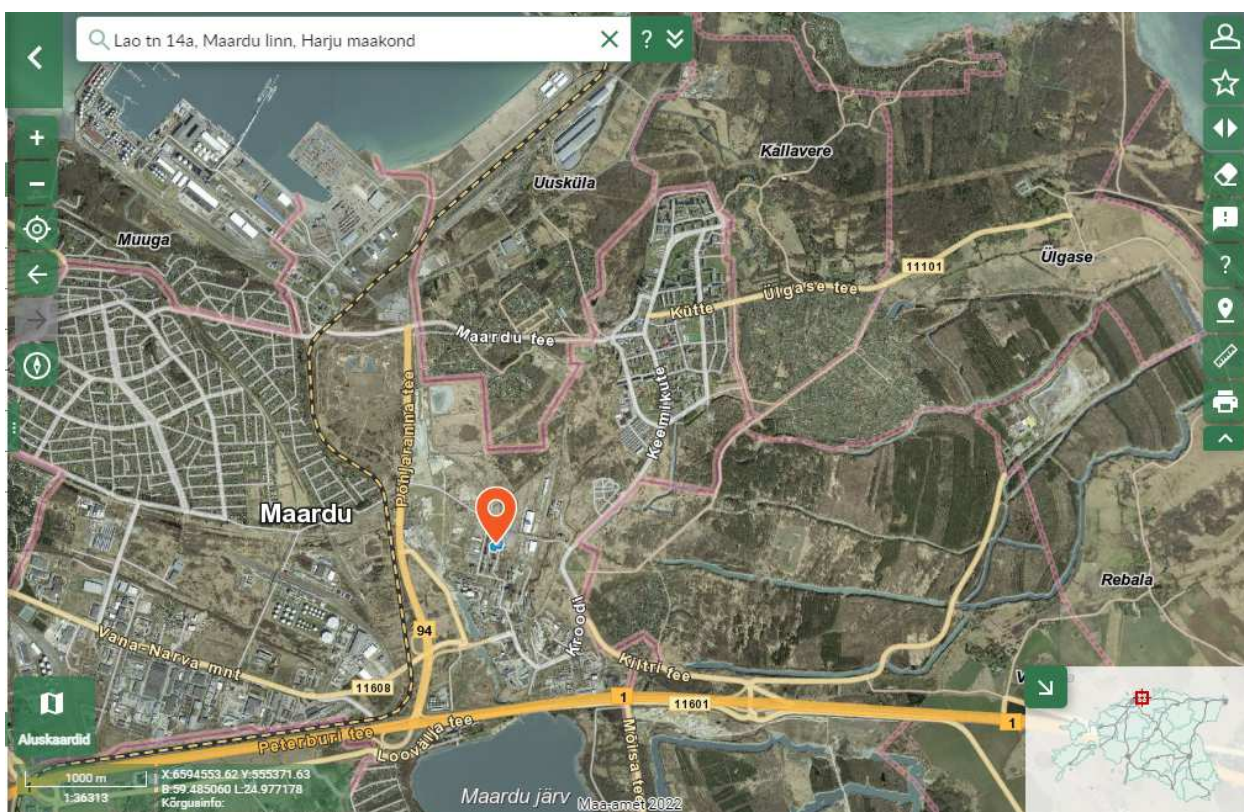 Lao tn 14a, Maardu linn, Harju maakond
?
Kallavere
Uusküla
Muuga
Ülgase
11101
Ülgase tee
Kütte
Maardu tee
?
Põhjaranna tee
Keemikute
Maardu
Rebala
Kroodi
94
Vana-Narva mnt
Kiltri tee
11608
1
11601
1
Peterburi tee
Loovälja tee
Mõisa tee
Aluskaardid
1000 m
1:36313
X:6594553.62 Y:555371.63
B:59.485060 L:24.977178
Kõrgusinfo:
Maardu järv
Maa-amet 2022